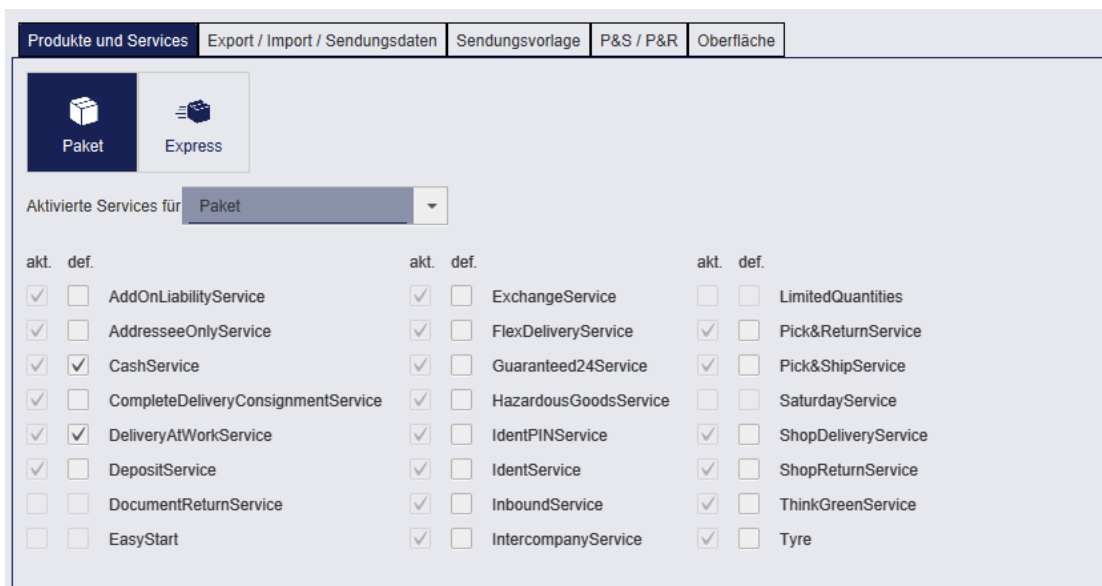 Produkte und Services Export / Import / Sendungsdaten Sendungsvorlage P&S / P&R Oberfläche
Paket Express
Aktivierte Services für Paket
akt. def. akt. def. akt. def.
AddOnLiabilityService ExchangeService LimitedQuantities
AddresseeOnlyService FlexDeliveryService Pick&ReturnService
CashService Guaranteed24Service Pick&ShipService
CompleteDeliveryConsignmentService HazardousGoodsService SaturdayService
DeliveryAtWorkService IdentPINService ShopDeliveryService
DepositService IdentService ShopReturnService
DocumentReturnService InboundService ThinkGreenService
EasyStart IntercompanyService Tyre